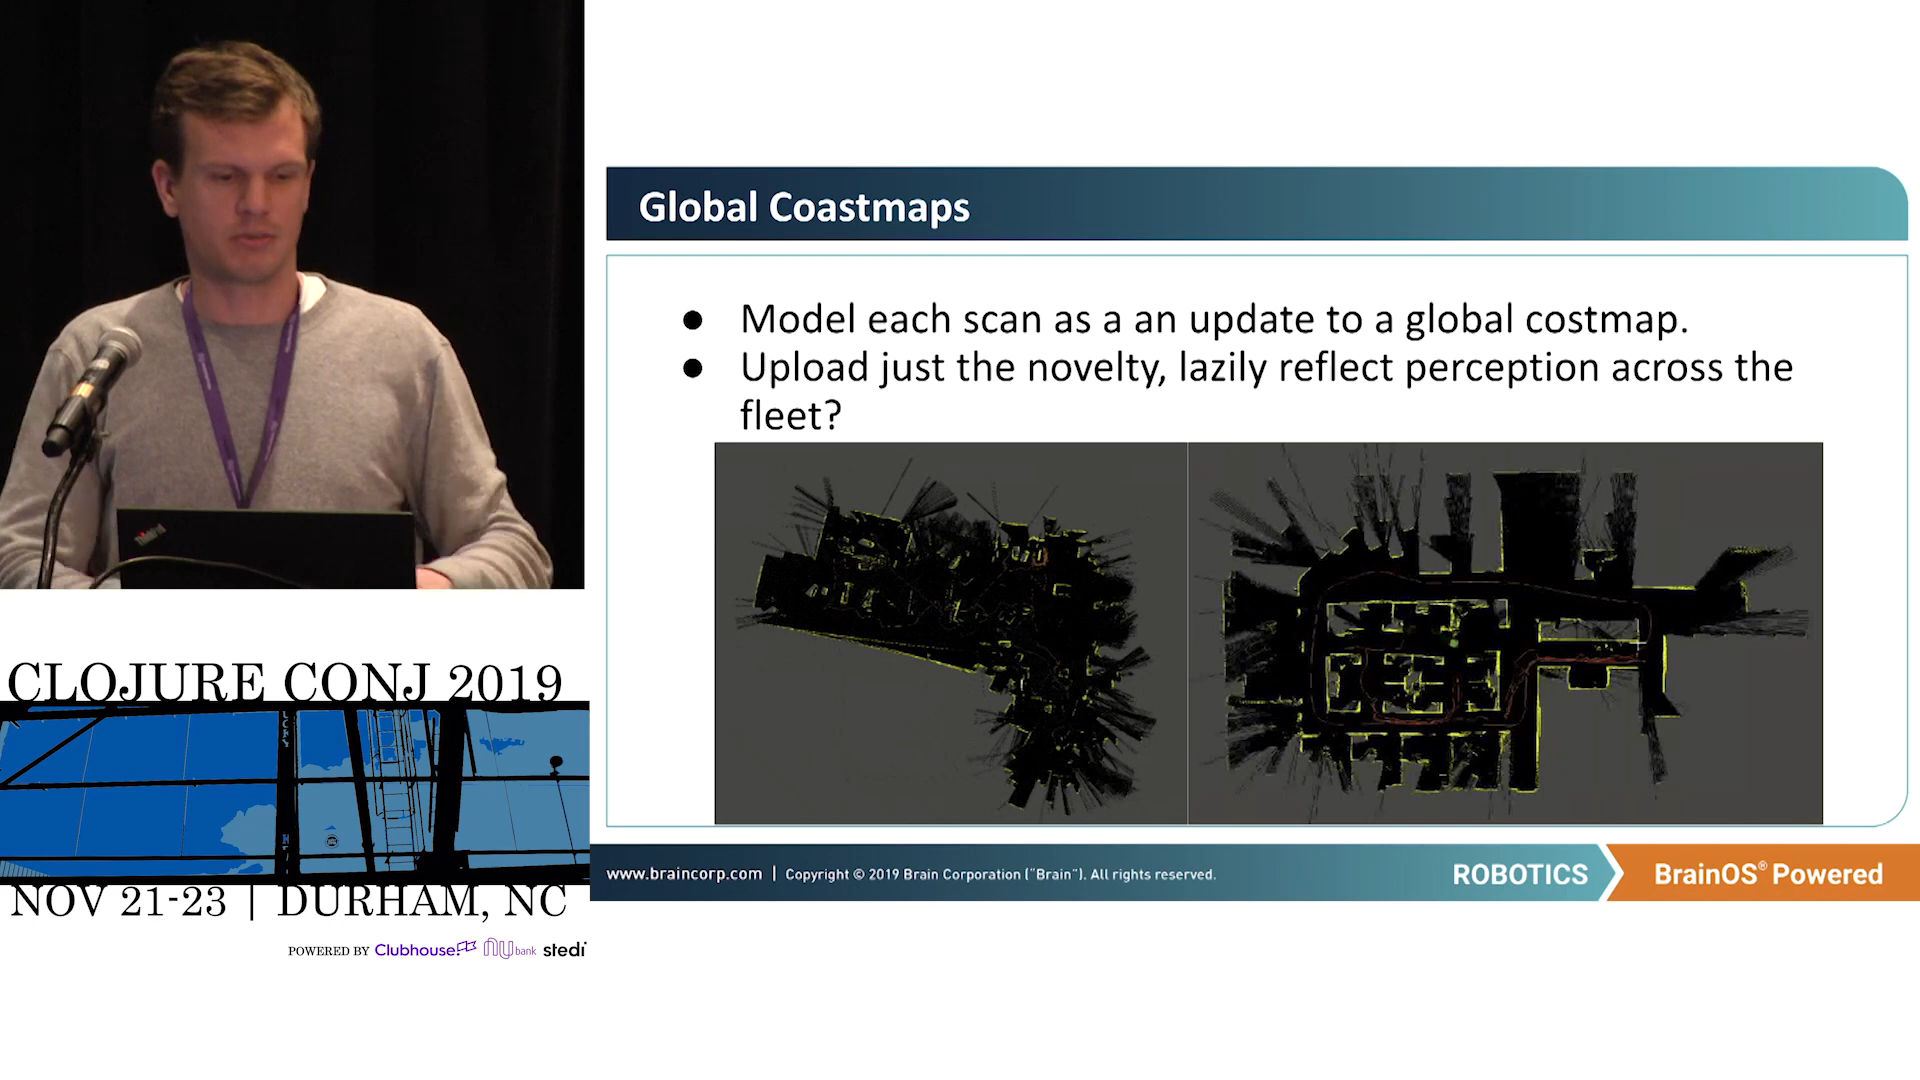 Global Coastmaps
● Model each scan as a an update to a global costmap.
● Upload just the novelty, lazily reflect perception across the
fleet?
www.braincorp.com | Copyright © 2019 Brain Corporation ("Brain"). All rights reserved.
ROBOTICS
BrainOS® Powered
CLOJURE CONJ 2019
NOV 21-23 | DURHAM, NC
POWERED BY Clubhouse nu bank stedi